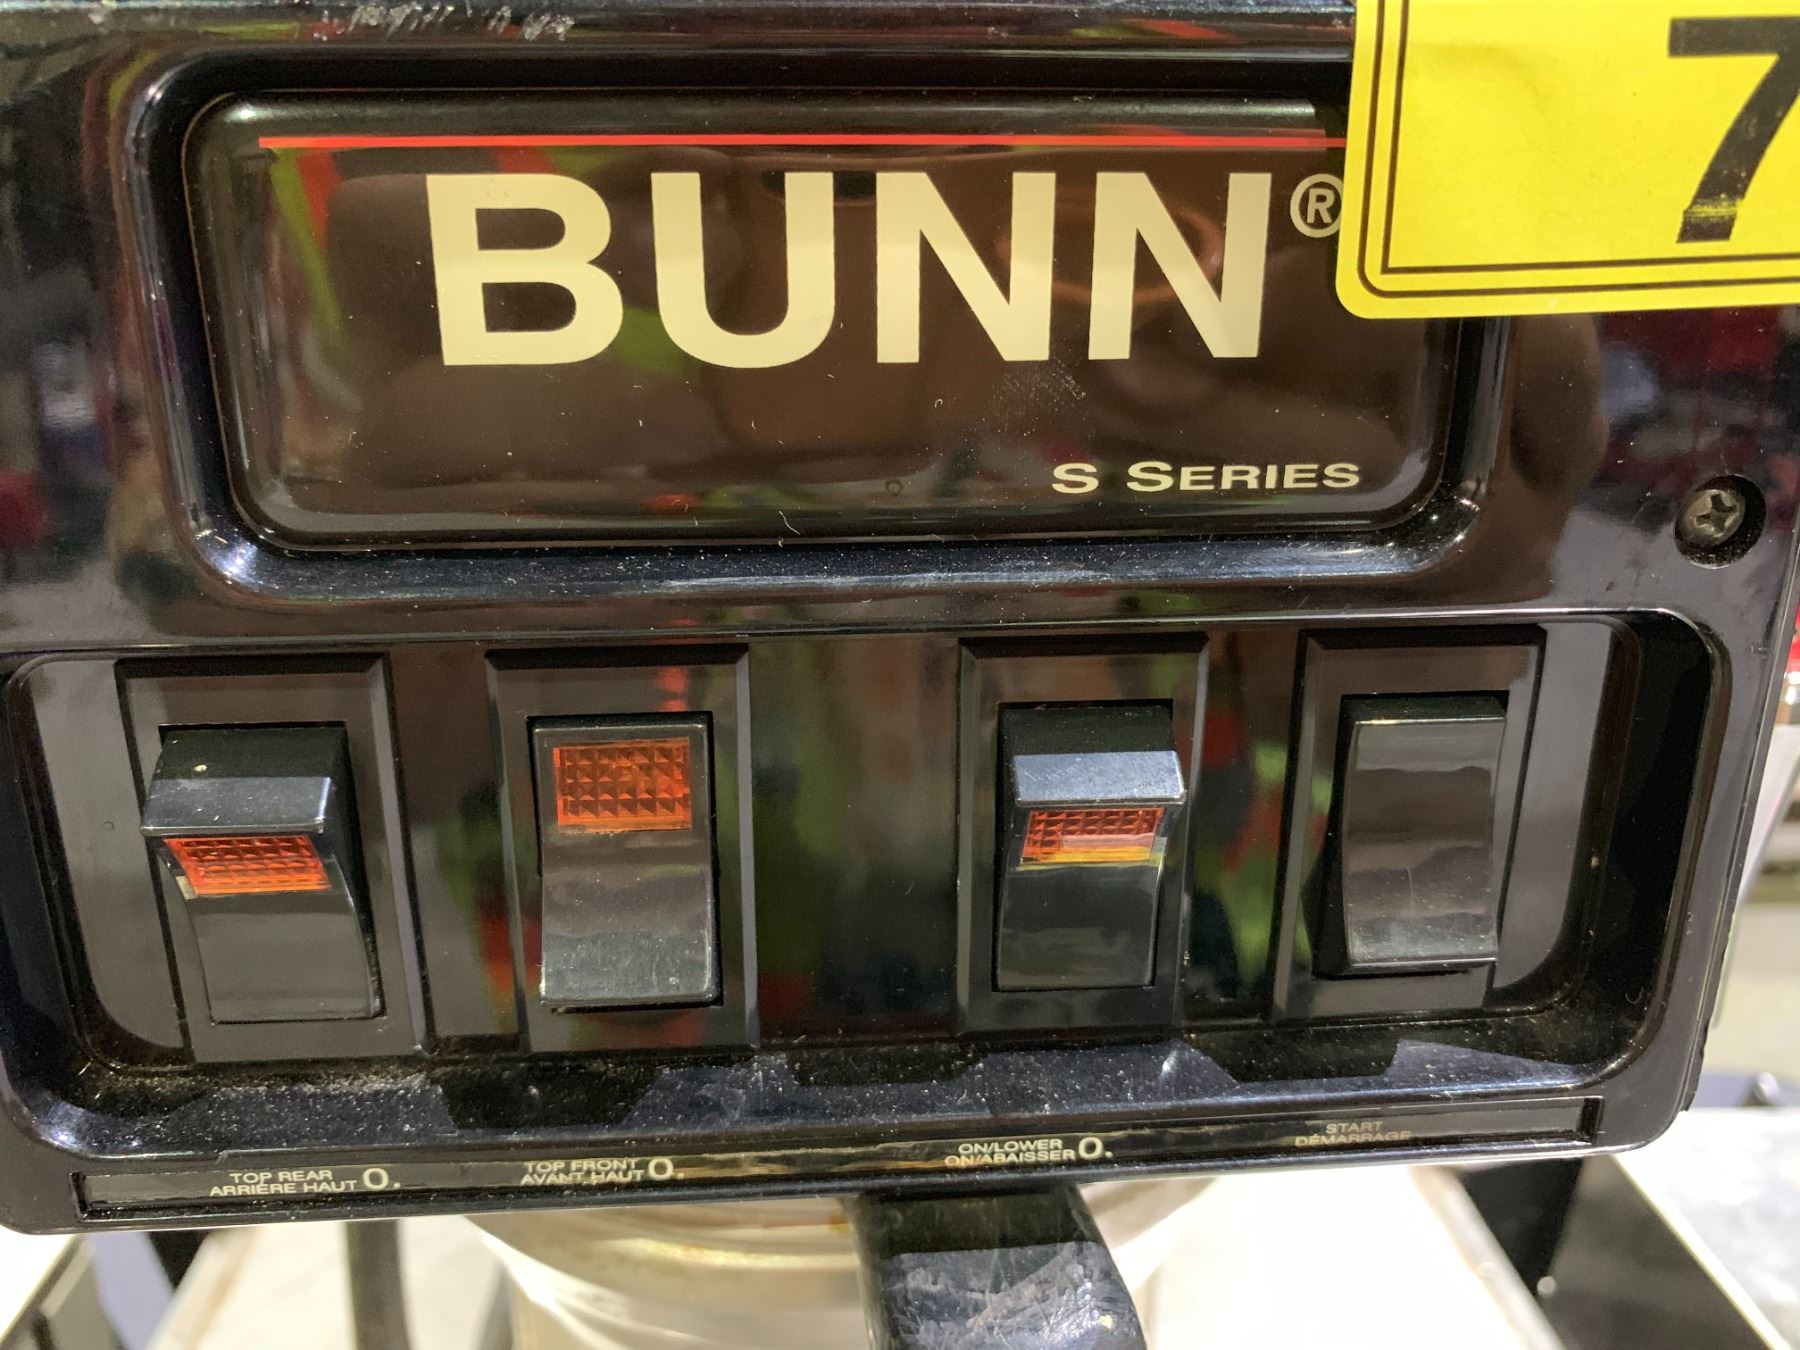 BUNN®
7
S SERIES
TOP REAR
ARRIÈRE HAUT O.
TOP FRONT
AVANT HAUT O.
ON/LOWER
ON/ABAISSER O.
START
DÉMARRAGE